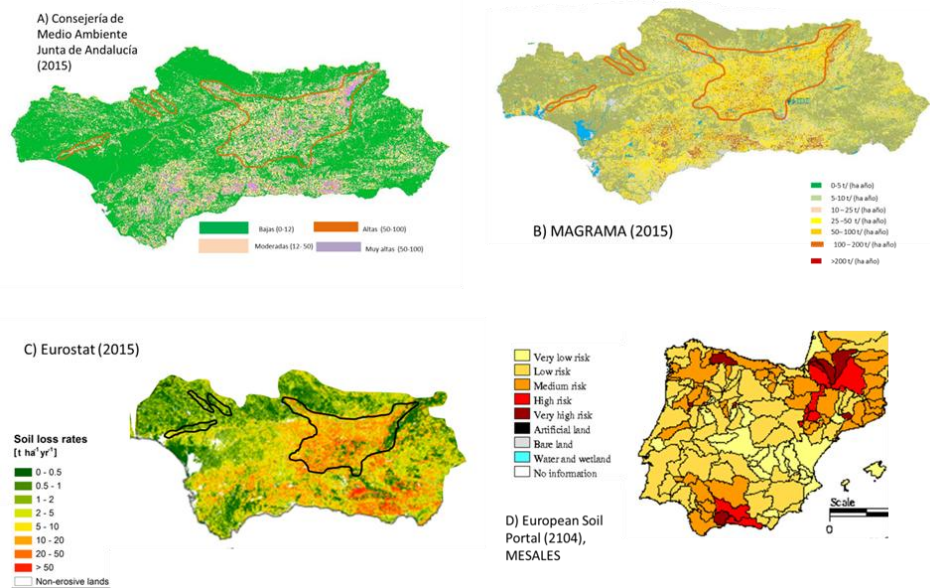 A) Consejería de
Medio Ambiente
Junta de Andalucía
(2015)
Bajas (0-12)
Altas (50-100)
Moderadas (12- 50)
Muy altas (50-100)
0-5 t/ (ha año)
5-10 t/ (ha año)
10 – 25 t/ (ha año)
25 – 50 t/ (ha año)
50– 100 t/ (ha año)
100 – 200 t/ (ha año)
>200 t/ (ha año)
B) MAGRAMA (2015)
C) Eurostat (2015)
Soil loss rates
[t ha⁻¹ yr⁻¹]
0 - 0.5
0.5 - 1
1 - 2
2 - 5
5 - 10
10 - 20
20 - 50
> 50
Non-erosive lands
Very low risk
Low risk
Medium risk
High risk
Very high risk
Artificial land
Bare land
Water and wetland
No information
D) European Soil
Portal (2104),
MESALES
Scale
0